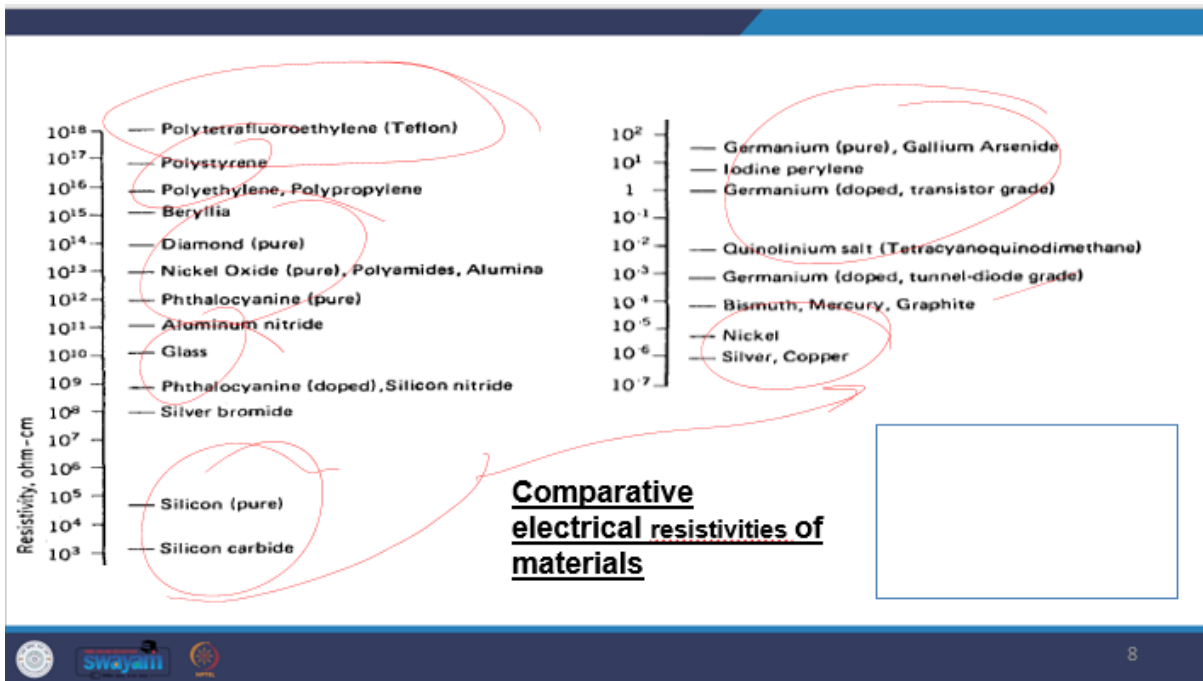 10¹⁸
Polytetrafluoroethylene (Teflon)
10¹⁷
Polystyrene
10¹⁶
Polyethylene, Polypropylene
10¹⁵
Beryllia
10¹⁴
Diamond (pure)
10¹³
Nickel Oxide (pure), Polyamides, Alumina
10¹²
Phthalocyanine (pure)
10¹¹
Aluminum nitride
10¹⁰
Glass
10⁹
Phthalocyanine (doped), Silicon nitride
10⁸
Silver bromide
10⁷
10⁶
10⁵
Silicon (pure)
10⁴
10³
Silicon carbide
Resistivity, ohm-cm
10²
Germanium (pure), Gallium Arsenide
10¹
Iodine perylene
1
Germanium (doped, transistor grade)
10⁻¹
10⁻²
Quinolinium salt (Tetracyanoquinodimethane)
10⁻³
Germanium (doped, tunnel-diode grade)
10⁻⁴
Bismuth, Mercury, Graphite
10⁻⁵
Nickel
10⁻⁶
Silver, Copper
10⁻⁷
Comparative
electrical resistivities of
materials
swayam
8